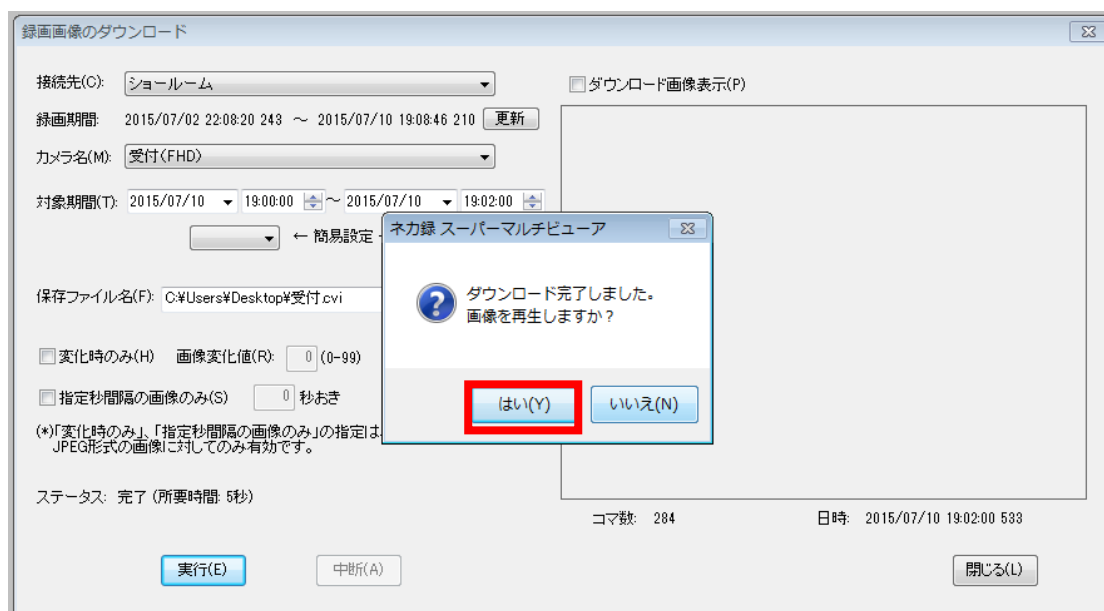 録画画像のダウンロード
接続先(C): ショールーム
ダウンロード画像表示(P)
録画期間: 2015/07/02 22:08:20 243 ～ 2015/07/10 19:08:46 210 更新
カメラ名(M): 受付(FHD)
対象期間(T): 2015/07/10 19:00:00 ～ 2015/07/10 19:02:00
← 簡易設定
保存ファイル名(F): C:¥Users¥Desktop¥受付.cvi
変化時のみ(H) 画像変化値(R): 0 (0-99)
指定秒間隔の画像のみ(S) 0 秒おき
(*)「変化時のみ」、「指定秒間隔の画像のみ」の指定は、
JPEG形式の画像に対してのみ有効です。
ステータス: 完了 (所要時間: 5秒)
コマ数: 284 日時: 2015/07/10 19:02:00 533
実行(E) 中断(A) 閉じる(L)
ネカ録 スーパーマルチビューア
ダウンロード完了しました。
画像を再生しますか？
はい(Y) いいえ(N)